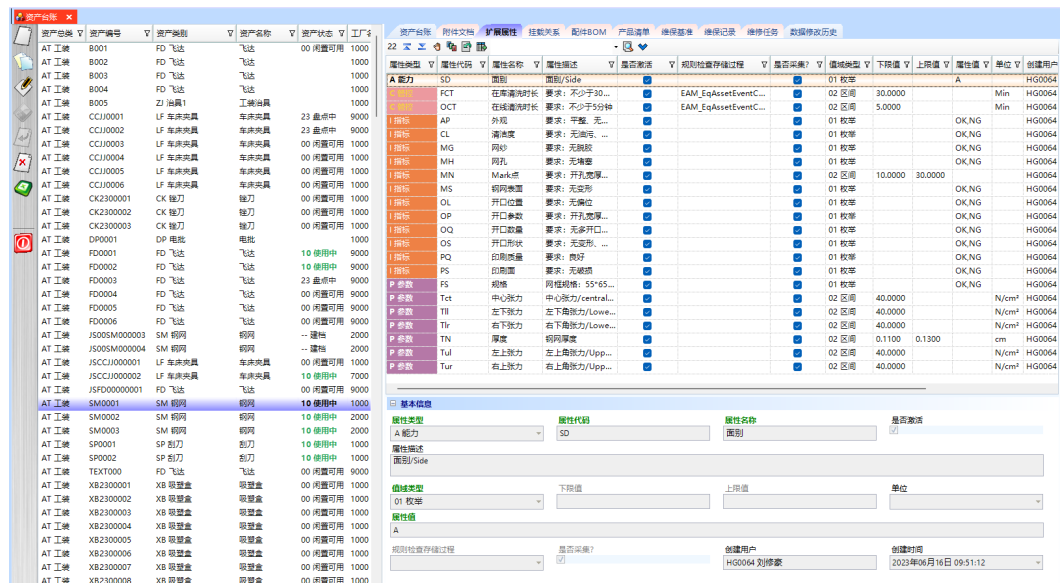 资产台账 ×
资产总类 资产编号 资产类别 资产名称 资产状态 工厂名
AT 工装 B001 FD 飞达 飞达 00 闲置可用 1000
AT 工装 B002 FD 飞达 飞达 1000
AT 工装 B003 FD 飞达 飞达 1000
AT 工装 B004 FD 飞达 飞达 1000
AT 工装 B005 ZJ 治具1 工装治具 1000
AT 工装 CCJJ0001 LF 车床夹具 车床夹具 23 盘点中 9000
AT 工装 CCJJ0002 LF 车床夹具 车床夹具 23 盘点中 9000
AT 工装 CCJJ0003 LF 车床夹具 车床夹具 00 闲置可用 1000
AT 工装 CCJJ0004 LF 车床夹具 车床夹具 00 闲置可用 1000
AT 工装 CCJJ0005 LF 车床夹具 车床夹具 00 闲置可用 1000
AT 工装 CCJJ0006 LF 车床夹具 车床夹具 00 闲置可用 1000
AT 工装 CK2300001 CK 锉刀 锉刀 00 闲置可用 1000
AT 工装 CK2300002 CK 锉刀 锉刀 00 闲置可用 1000
AT 工装 CK2300003 CK 锉刀 锉刀 00 闲置可用 1000
AT 工装 DP0001 DP 电批 电批 1000
AT 工装 FD0001 FD 飞达 飞达 10 使用中 9000
AT 工装 FD0002 FD 飞达 飞达 10 使用中 9000
AT 工装 FD0003 FD 飞达 飞达 23 盘点中 9000
AT 工装 FD0004 FD 飞达 飞达 00 闲置可用 9000
AT 工装 FD0005 FD 飞达 飞达 00 闲置可用 9000
AT 工装 FD0006 FD 飞达 飞达 00 闲置可用 9000
AT 工装 JS00SM000003 SM 钢网 钢网 -- 建档 2000
AT 工装 JS00SM000004 SM 钢网 钢网 -- 建档 2000
AT 工装 JSCCJJ000001 LF 车床夹具 车床夹具 00 闲置可用 1000
AT 工装 JSCCJJ000002 LF 车床夹具 车床夹具 10 使用中 7000
AT 工装 JSFD00000001 FD 飞达 飞达 00 闲置可用 9000
AT 工装 SM0001 SM 钢网 钢网 10 使用中 1000
AT 工装 SM0002 SM 钢网 钢网 10 使用中 2000
AT 工装 SM0003 SM 钢网 钢网 10 使用中 2000
AT 工装 SP0001 SP 刮刀 刮刀 10 使用中 1000
AT 工装 SP0002 SP 刮刀 刮刀 10 使用中 1000
AT 工装 TEXT000 FD 飞达 飞达 00 闲置可用 9000
AT 工装 XB2300001 XB 吸塑盒 吸塑盒 00 闲置可用 1000
AT 工装 XB2300002 XB 吸塑盒 吸塑盒 00 闲置可用 1000
AT 工装 XB2300003 XB 吸塑盒 吸塑盒 00 闲置可用 1000
AT 工装 XB2300004 XB 吸塑盒 吸塑盒 00 闲置可用 1000
AT 工装 XB2300005 XB 吸塑盒 吸塑盒 00 闲置可用 1000
AT 工装 XB2300006 XB 吸塑盒 吸塑盒 00 闲置可用 1000
AT 工装 XB2300007 XB 吸塑盒 吸塑盒 00 闲置可用 1000
AT 工装 XB2300008 XB 吸塑盒 吸塑盒 00 闲置可用 1000
资产台账 附件文档 扩展属性 挂载关系 配件BOM 产品清单 维保基准 维保记录 维修任务 数据修改历史
22
属性类型 属性代码 属性名称 属性描述 是否激活 规则检查存储过程 是否采集? 值域类型 下限值 上限值 属性值 单位 创建用户
A 能力 SD 面别 面别/Side 01 枚举 A HG0064
FCT 在库清洗时长 要求：不少于30... EAM_EqAssetEventC... 02 区间 30.0000 Min HG0064
OCT 在线清洗时长 要求：不少于5分钟 EAM_EqAssetEventC... 02 区间 5.0000 Min HG0064
I 指标 AP 外观 要求：平整、无... 01 枚举 OK,NG HG0064
I 指标 CL 清洁度 要求：无油污、... 01 枚举 OK,NG HG0064
I 指标 MG 网纱 要求：无脱胶 01 枚举 OK,NG HG0064
I 指标 MH 网孔 要求：无堵塞 01 枚举 OK,NG HG0064
I 指标 MN Mark点 要求：开孔宽厚... 02 区间 10.0000 30.0000 HG0064
I 指标 MS 钢网表面 要求：无变形 01 枚举 OK,NG HG0064
I 指标 OL 开口位置 要求：无偏位 01 枚举 OK,NG HG0064
I 指标 OP 开口参数 要求：开孔宽厚... 01 枚举 OK,NG HG0064
I 指标 OQ 开口数量 要求：无多开口... 01 枚举 OK,NG HG0064
I 指标 OS 开口形状 要求：无变形、... 01 枚举 OK,NG HG0064
I 指标 PQ 印刷质量 要求：良好 01 枚举 OK,NG HG0064
I 指标 PS 印刷面 要求：无破损 01 枚举 OK,NG HG0064
P 参数 FS 规格 网框规格：55*65... 01 枚举 OK,NG HG0064
P 参数 Tct 中心张力 中心张力/central... 02 区间 40.0000 N/cm² HG0064
P 参数 Tll 左下张力 左下角张力/Lowe... 02 区间 40.0000 N/cm² HG0064
P 参数 Tlr 右下张力 右下角张力/Lowe... 02 区间 40.0000 N/cm² HG0064
P 参数 TN 厚度 钢网厚度 02 区间 0.1100 0.1300 cm HG0064
P 参数 Tul 左上张力 左上角张力/Upp... 02 区间 40.0000 N/cm² HG0064
P 参数 Tur 右上张力 右上角张力/Upp... 02 区间 40.0000 N/cm² HG0064
基本信息
属性类型 属性代码 属性名称 是否激活
A 能力 SD 面别
属性描述
面别/Side
值域类型 下限值 上限值 单位
01 枚举
属性值
A
规则检查存储过程 是否采集? 创建用户 创建时间
HG0064 刘修豪 2023年06月16日 09:51:12